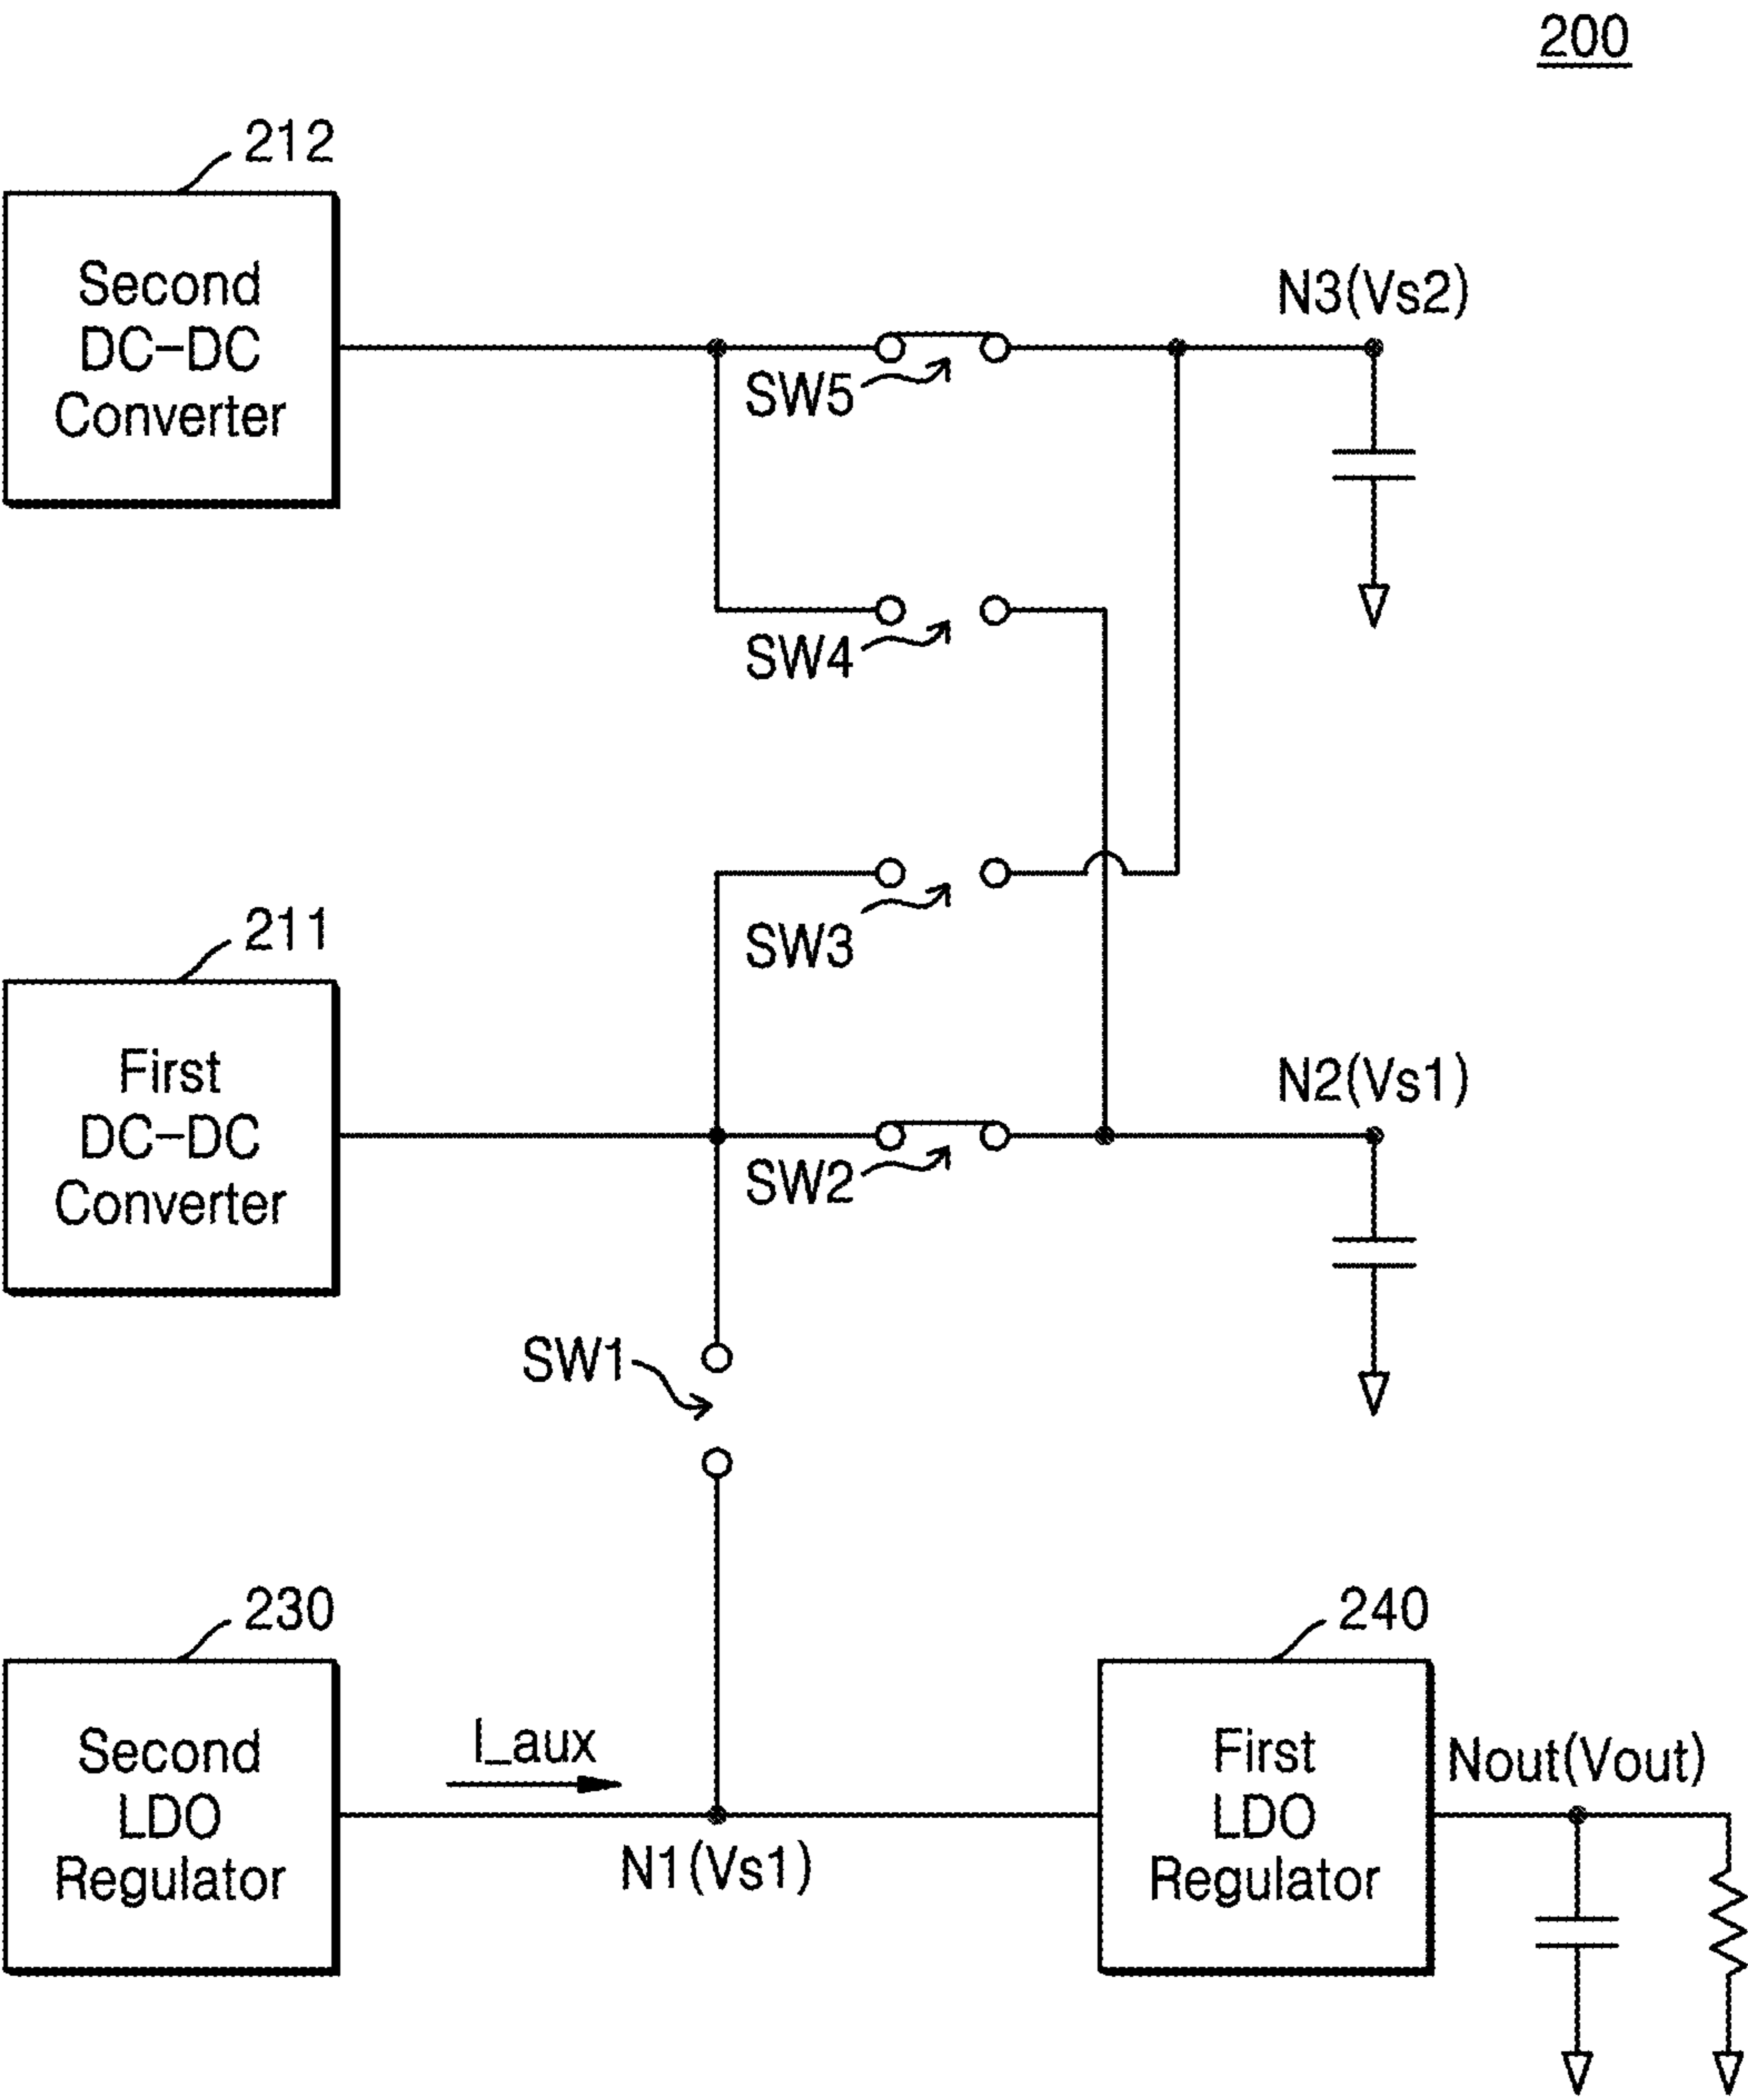 200
212
Second
DC-DC
Converter
N3(Vs2)
SW5
SW4
SW3
211
First
DC-DC
Converter
N2(Vs1)
SW2
SW1
230
Second
LDO
Regulator
I_aux
N1(Vs1)
240
First
LDO
Regulator
Nout(Vout)